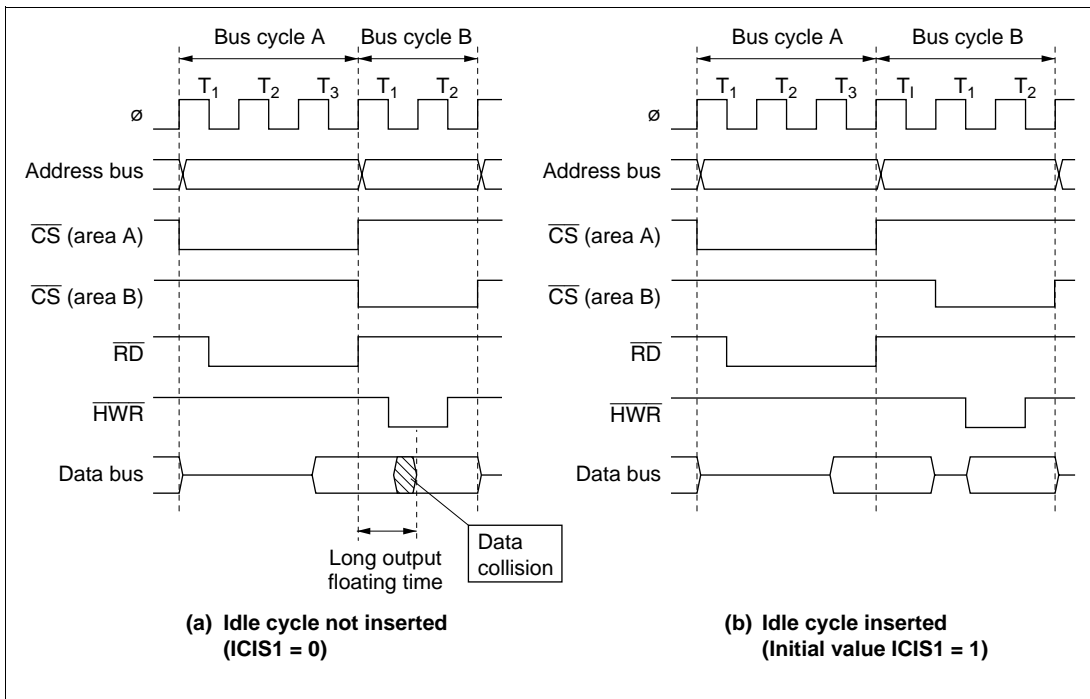 Bus cycle A
Bus cycle B
T1 T2 T3 T1 T2
ø
Address bus
CS (area A)
CS (area B)
RD
HWR
Data bus
Long output
floating time
Data
collision
(a) Idle cycle not inserted
(ICIS1 = 0)
Bus cycle A
Bus cycle B
T1 T2 T3 TI T1 T2
ø
Address bus
CS (area A)
CS (area B)
RD
HWR
Data bus
(b) Idle cycle inserted
(Initial value ICIS1 = 1)